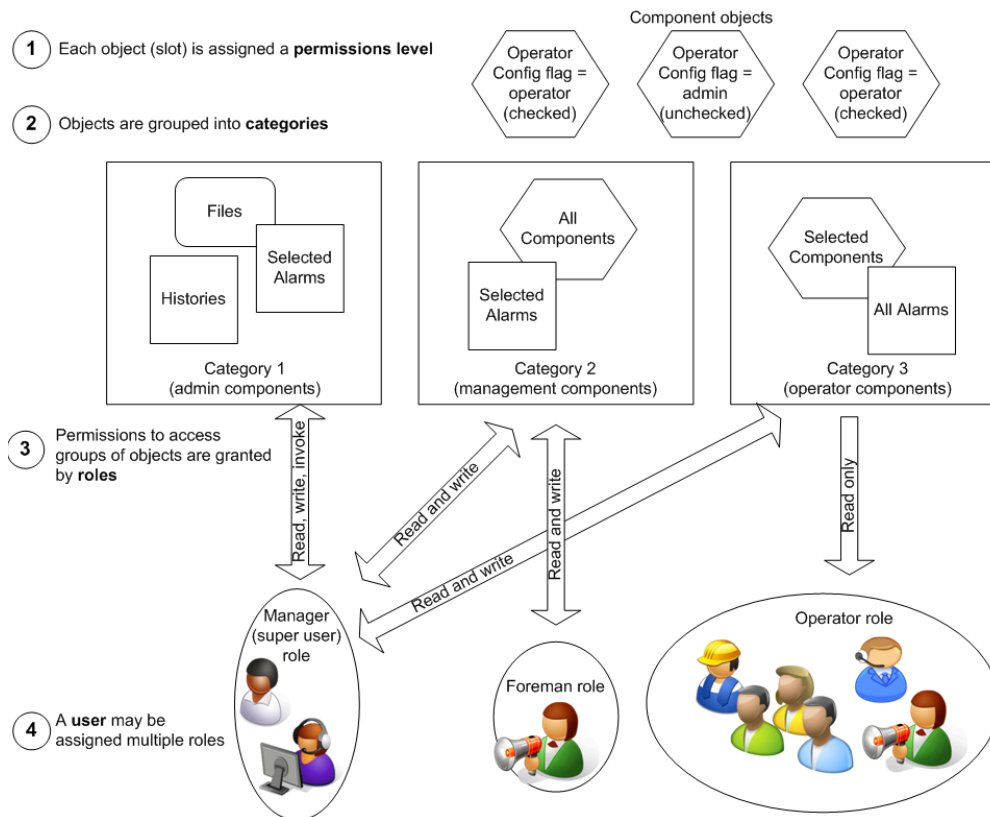 Component objects
1
Each object (slot) is assigned a permissions level
Operator
Config flag =
operator
(checked)
Operator
Config flag =
admin
(unchecked)
Operator
Config flag =
operator
(checked)
2
Objects are grouped into categories
Files
Selected
Alarms
Histories
Category 1
(admin components)
All
Components
Selected
Alarms
Category 2
(management components)
Selected
Components
All Alarms
Category 3
(operator components)
3
Permissions to access
groups of objects are granted
by roles
Read, write, invoke
Read and write
Read and write
Read and write
Read only
Manager
(super user)
role
Foreman role
Operator role
4
A user may be
assigned multiple roles